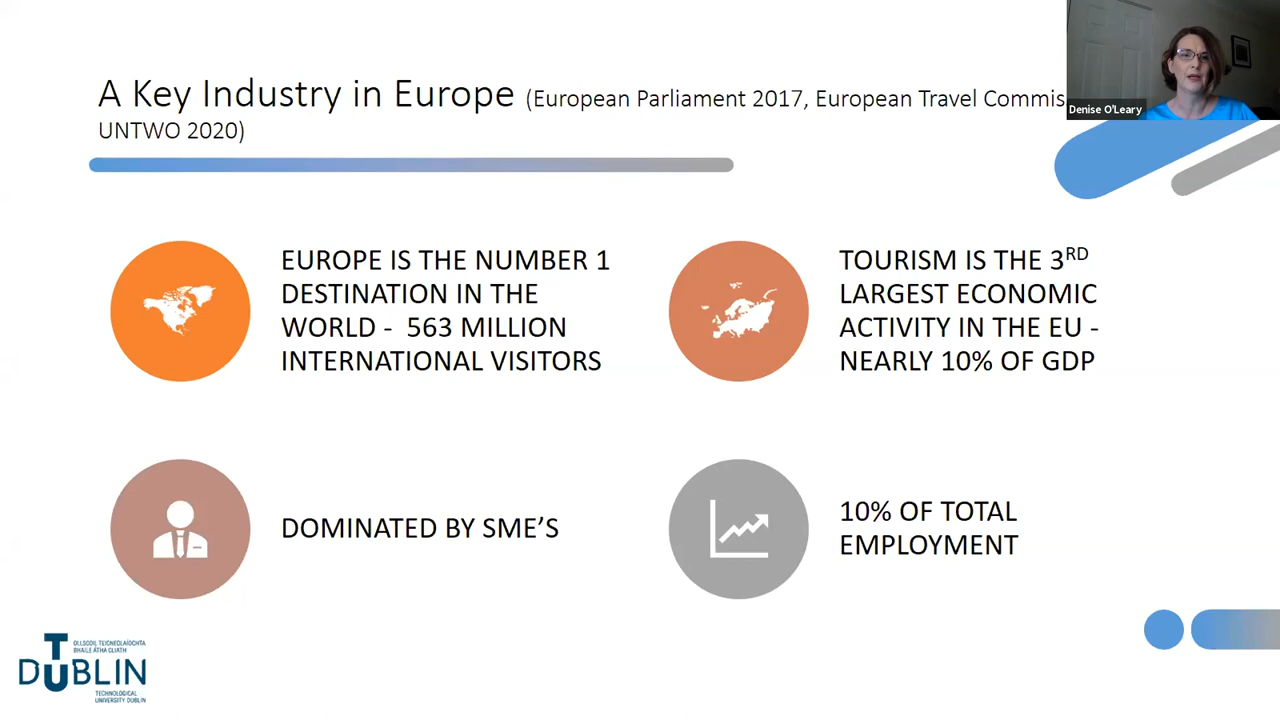 A Key Industry in Europe (European Parliament 2017, European Travel Commis
UNTWO 2020)
Denise O'Leary
EUROPE IS THE NUMBER 1
DESTINATION IN THE
WORLD - 563 MILLION
INTERNATIONAL VISITORS
TOURISM IS THE 3RD
LARGEST ECONOMIC
ACTIVITY IN THE EU -
NEARLY 10% OF GDP
DOMINATED BY SME'S
10% OF TOTAL
EMPLOYMENT
OLLSCOIL TEICNEOLAÍOCHTA
BHAILE ÁTHA CLIATH
TU DUBLIN
TECHNOLOGICAL
UNIVERSITY DUBLIN